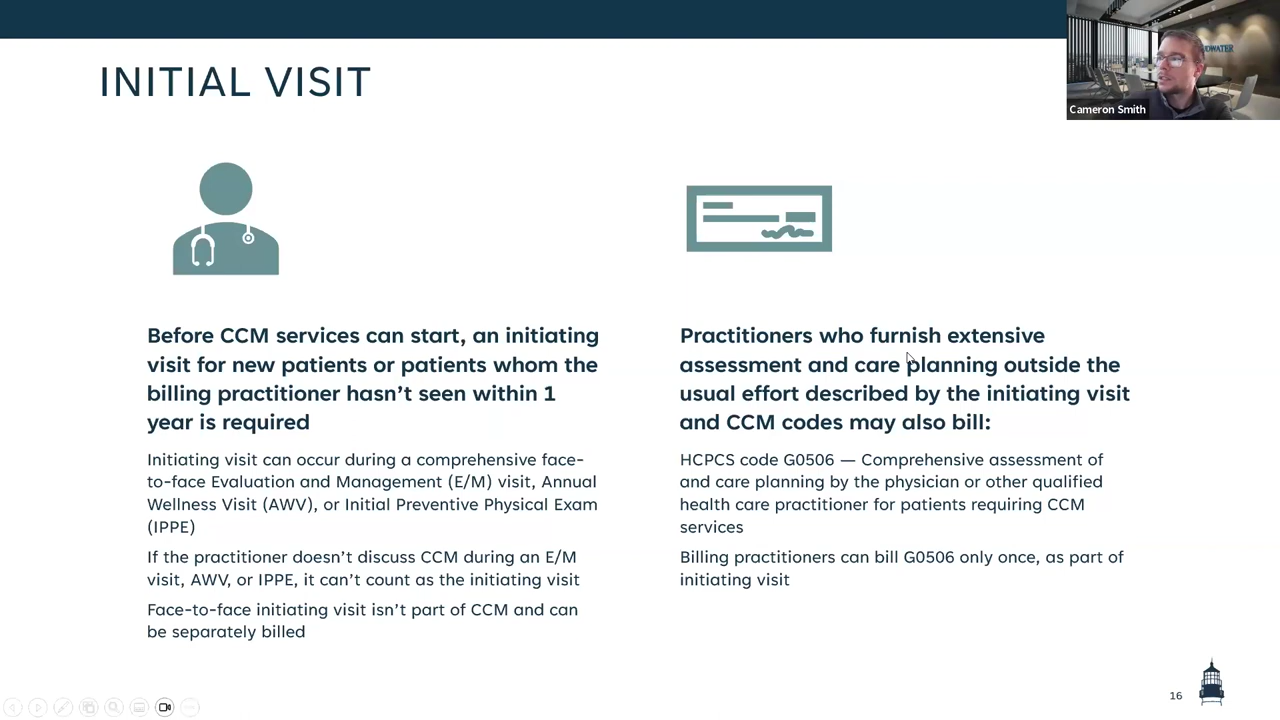 INITIAL VISIT
Cameron Smith
Before CCM services can start, an initiating
visit for new patients or patients whom the
billing practitioner hasn't seen within 1
year is required
Initiating visit can occur during a comprehensive face-
to-face Evaluation and Management (E/M) visit, Annual
Wellness Visit (AWV), or Initial Preventive Physical Exam
(IPPE)
If the practitioner doesn't discuss CCM during an E/M
visit, AWV, or IPPE, it can't count as the initiating visit
Face-to-face initiating visit isn't part of CCM and can
be separately billed
Practitioners who furnish extensive
assessment and care planning outside the
usual effort described by the initiating visit
and CCM codes may also bill:
HCPCS code G0506 — Comprehensive assessment of
and care planning by the physician or other qualified
health care practitioner for patients requiring CCM
services
Billing practitioners can bill G0506 only once, as part of
initiating visit
16